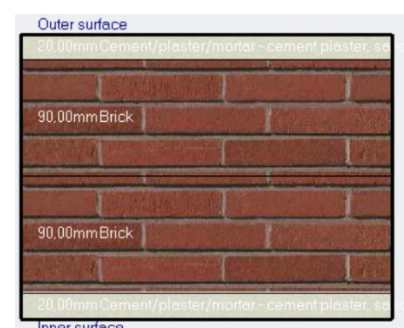 Outer surface
20,00mm Cement/plaster/mortar - cement plaster, sa
90,00mm Brick
90,00mm Brick
20,00mm Cement/plaster/mortar - cement plaster, sa
Inner surface